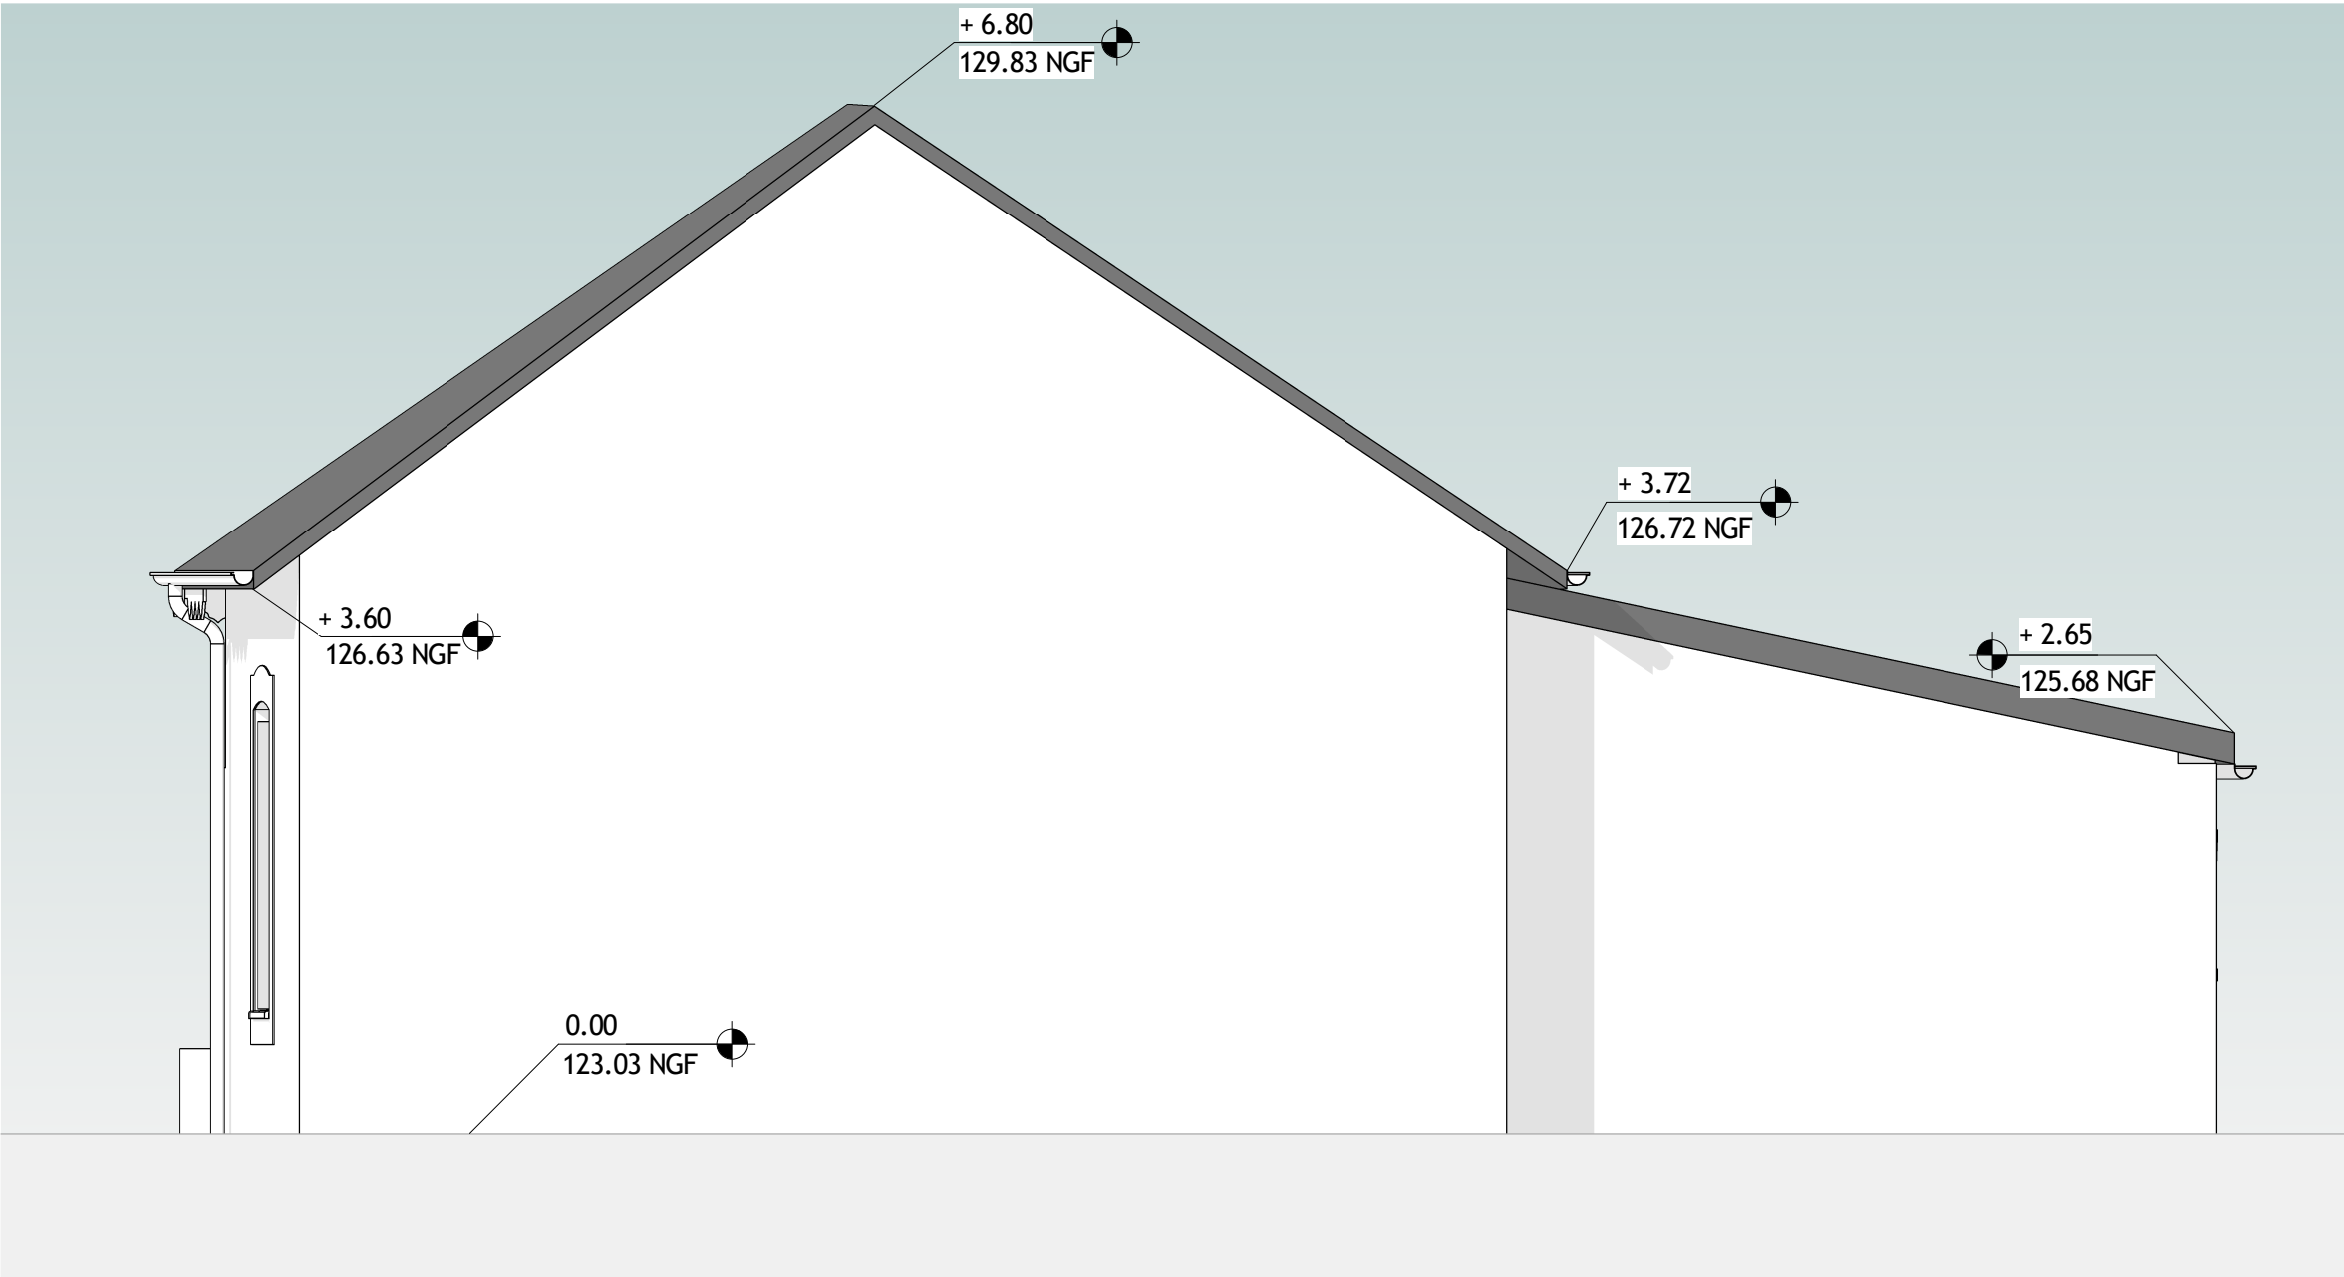 + 6.80
129.83 NGF
+ 3.72
126.72 NGF
+ 3.60
126.63 NGF
+ 2.65
125.68 NGF
0.00
123.03 NGF